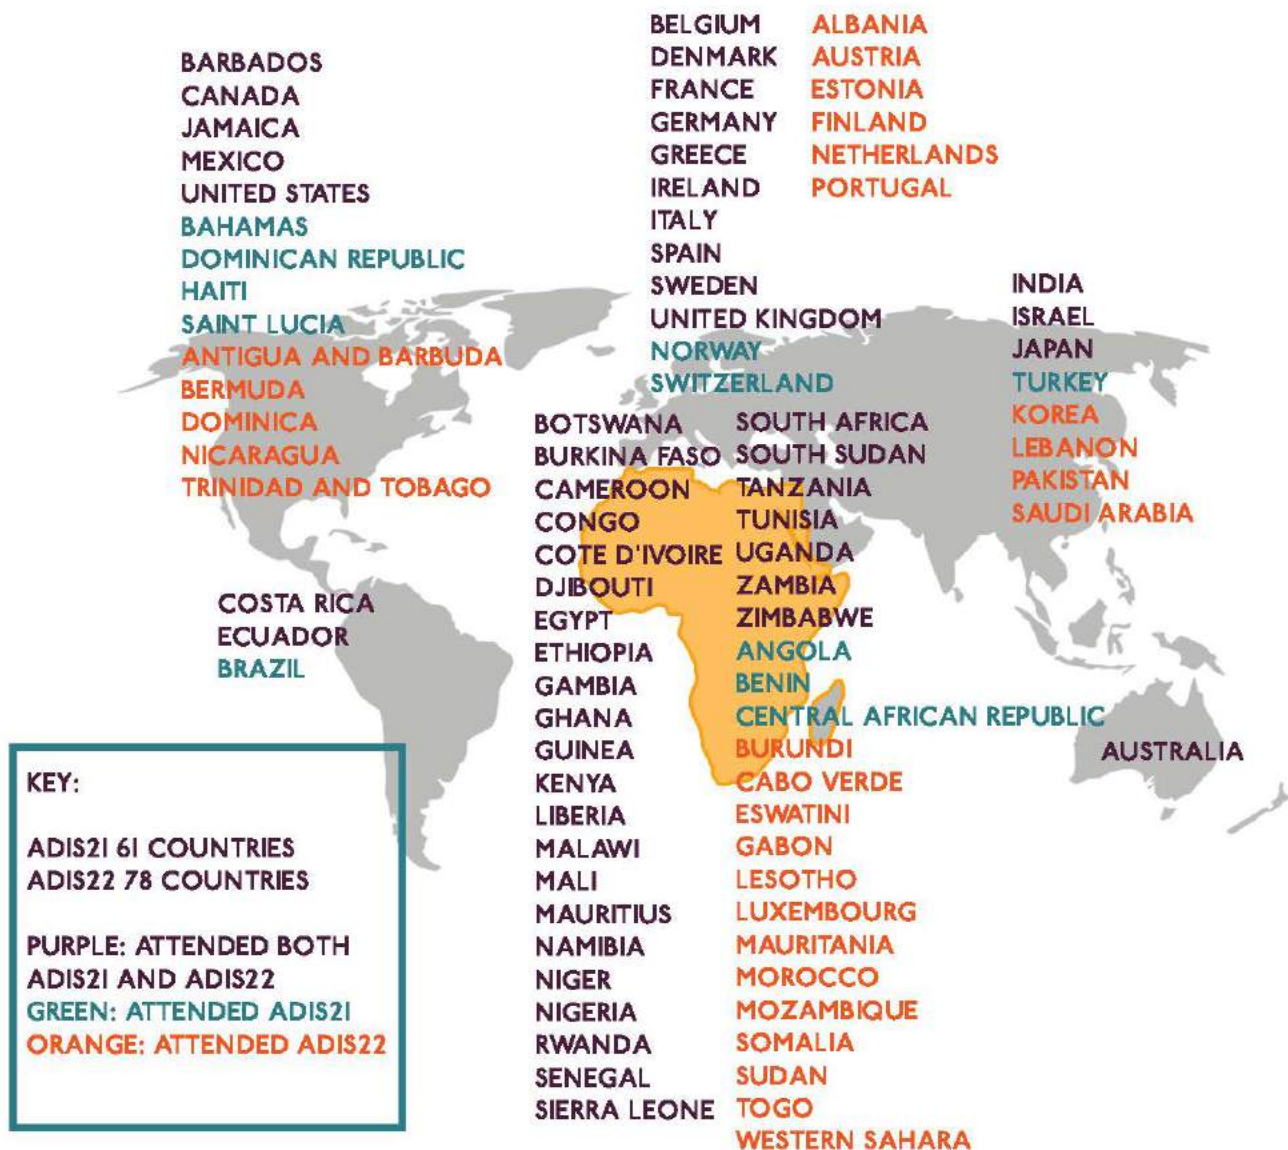 BARBADOS
CANADA
JAMAICA
MEXICO
UNITED STATES
BAHAMAS
DOMINICAN REPUBLIC
HAITI
SAINT LUCIA
ANTIGUA AND BARBUDA
BERMUDA
DOMINICA
NICARAGUA
TRINIDAD AND TOBAGO
BELGIUM
DENMARK
FRANCE
GERMANY
GREECE
IRELAND
ITALY
SPAIN
SWEDEN
UNITED KINGDOM
NORWAY
SWITZERLAND
ALBANIA
AUSTRIA
ESTONIA
FINLAND
NETHERLANDS
PORTUGAL
INDIA
ISRAEL
JAPAN
TURKEY
KOREA
LEBANON
PAKISTAN
SAUDI ARABIA
COSTA RICA
ECUADOR
BRAZIL
BOTSWANA
BURKINA FASO
CAMEROON
CONGO
COTE D'IVOIRE
DJIBOUTI
EGYPT
ETHIOPIA
GAMBIA
GHANA
GUINEA
KENYA
LIBERIA
MALAWI
MALI
MAURITIUS
NAMIBIA
NIGER
NIGERIA
RWANDA
SENEGAL
SIERRA LEONE
SOUTH AFRICA
SOUTH SUDAN
TANZANIA
TUNISIA
UGANDA
ZAMBIA
ZIMBABWE
ANGOLA
BENIN
CENTRAL AFRICAN REPUBLIC
BURUNDI
CABO VERDE
ESWATINI
GABON
LESOTHO
LUXEMBOURG
MAURITANIA
MOROCCO
MOZAMBIQUE
SOMALIA
SUDAN
TOGO
WESTERN SAHARA
AUSTRALIA
KEY:
ADIS21 61 COUNTRIES
ADIS22 78 COUNTRIES
PURPLE: ATTENDED BOTH
ADIS21 AND ADIS22
GREEN: ATTENDED ADIS21
ORANGE: ATTENDED ADIS22